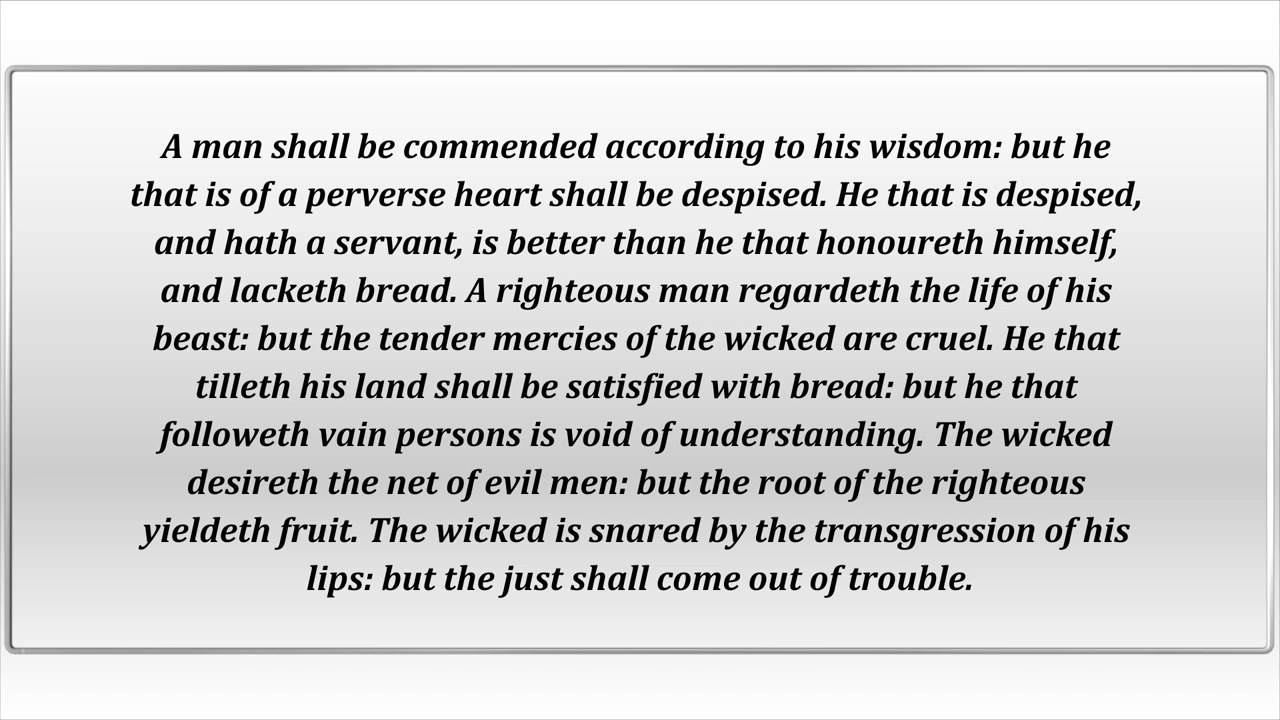 A man shall be commended according to his wisdom: but he
that is of a perverse heart shall be despised. He that is despised,
and hath a servant, is better than he that honoureth himself,
and lacketh bread. A righteous man regardeth the life of his
beast: but the tender mercies of the wicked are cruel. He that
tilleth his land shall be satisfied with bread: but he that
followeth vain persons is void of understanding. The wicked
desireth the net of evil men: but the root of the righteous
yieldeth fruit. The wicked is snared by the transgression of his
lips: but the just shall come out of trouble.